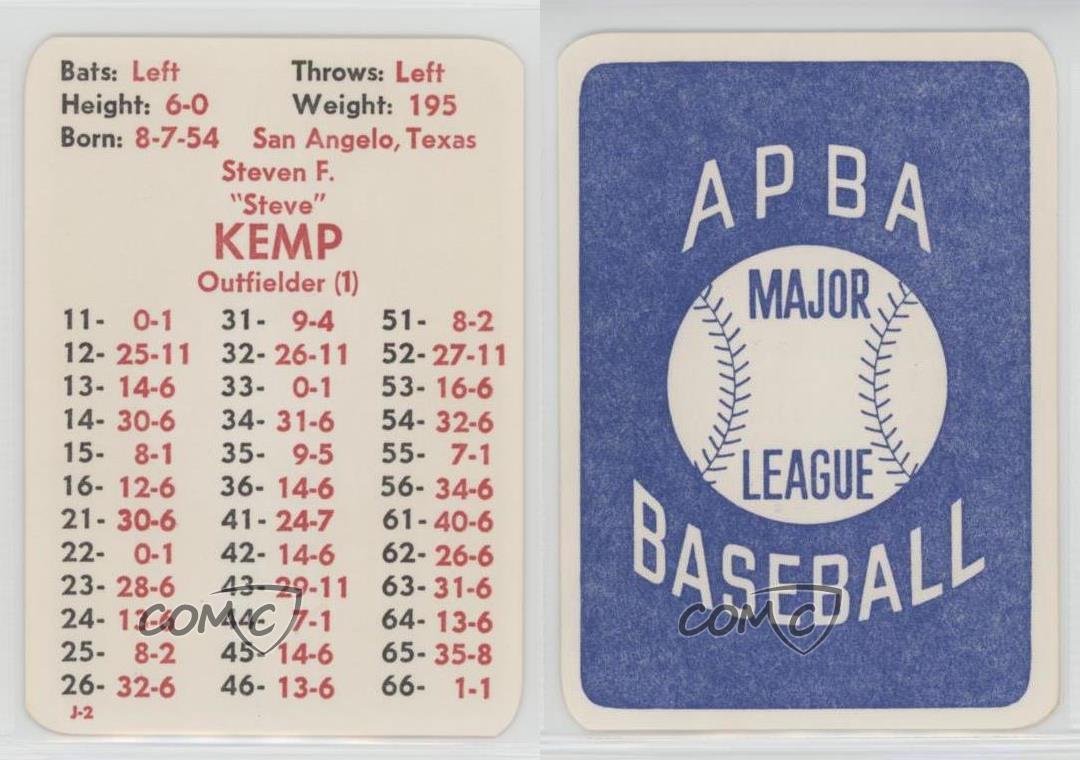 Bats: Left Throws: Left
Height: 6-0 Weight: 195
Born: 8-7-54 San Angelo, Texas
Steven F.
"Steve"
KEMP
Outfielder (1)
11- 0-1 31- 9-4 51- 8-2
12- 25-11 32- 26-11 52- 27-11
13- 14-6 33- 0-1 53- 16-6
14- 30-6 34- 31-6 54- 32-6
15- 8-1 35- 9-5 55- 7-1
16- 12-6 36- 14-6 56- 34-6
21- 30-6 41- 24-7 61- 40-6
22- 0-1 42- 14-6 62- 26-6
23- 28-6 43- 29-11 63- 31-6
24- 44- 7-1 64- 13-6
25- 8-2 45- 14-6 65- 35-8
26- 32-6 46- 13-6 66- 1-1
J-2
COMC
APBA
MAJOR
LEAGUE
BASEBALL
COMC